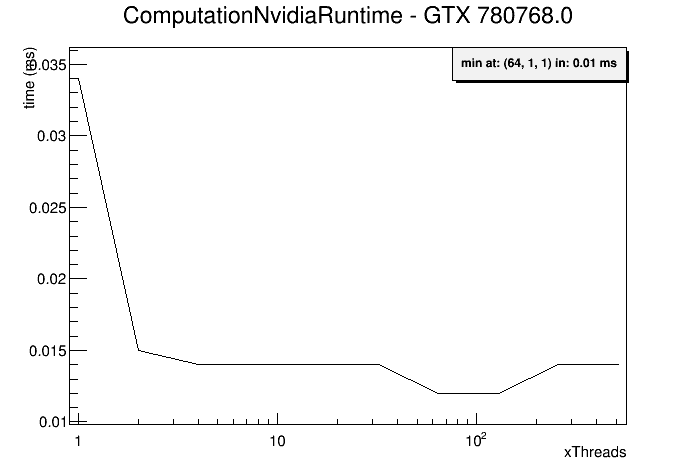 ComputationNvidiaRuntime - GTX 780768.0
time (ms)
min at: (64, 1, 1) in: 0.01 ms
0.035
0.03
0.025
0.02
0.015
0.01
1
10
10²
xThreads